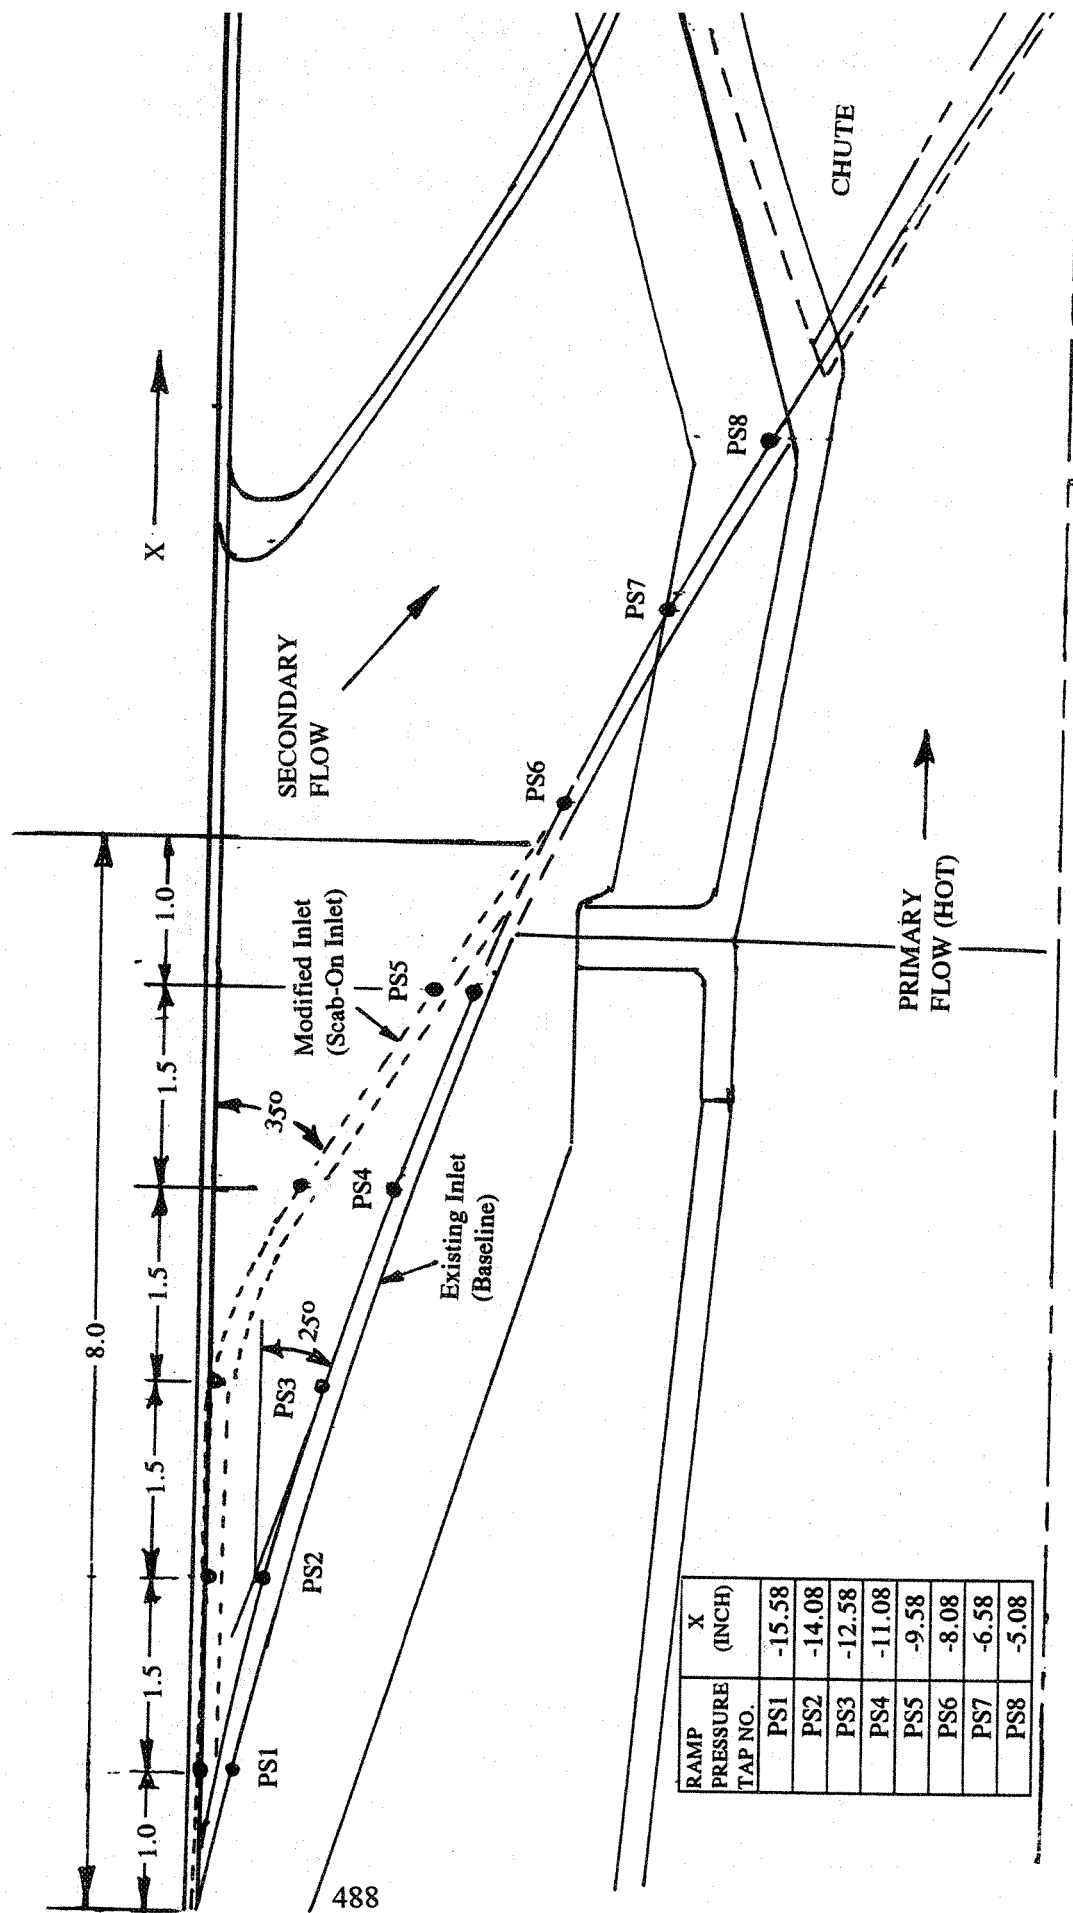 8.0
1.0
1.5
1.5
1.5
1.5
1.0
X
SECONDARY
FLOW
Modified Inlet
(Scab-On Inlet)
35°
25°
Existing Inlet
(Baseline)
PS1
PS2
PS3
PS4
PS5
PS6
PS7
PS8
CHUTE
PRIMARY
FLOW (HOT)
RAMP PRESSURE TAP NO. X (INCH)
PS1 -15.58
PS2 -14.08
PS3 -12.58
PS4 -11.08
PS5 -9.58
PS6 -8.08
PS7 -6.58
PS8 -5.08
488